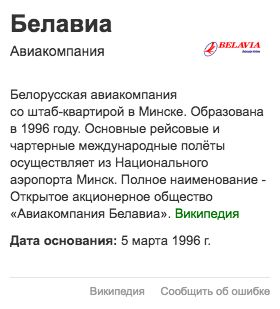 Белавиа
Авиакомпания
BELAVIA
Белорусская авиакомпания
со штаб-квартирой в Минске. Образована
в 1996 году. Основные рейсовые и
чартерные международные полёты
осуществляет из Национального
аэропорта Минск. Полное наименование -
Открытое акционерное общество
«Авиакомпания Белавиа». Википедия
Дата основания: 5 марта 1996 г.
Википедия Сообщить об ошибке